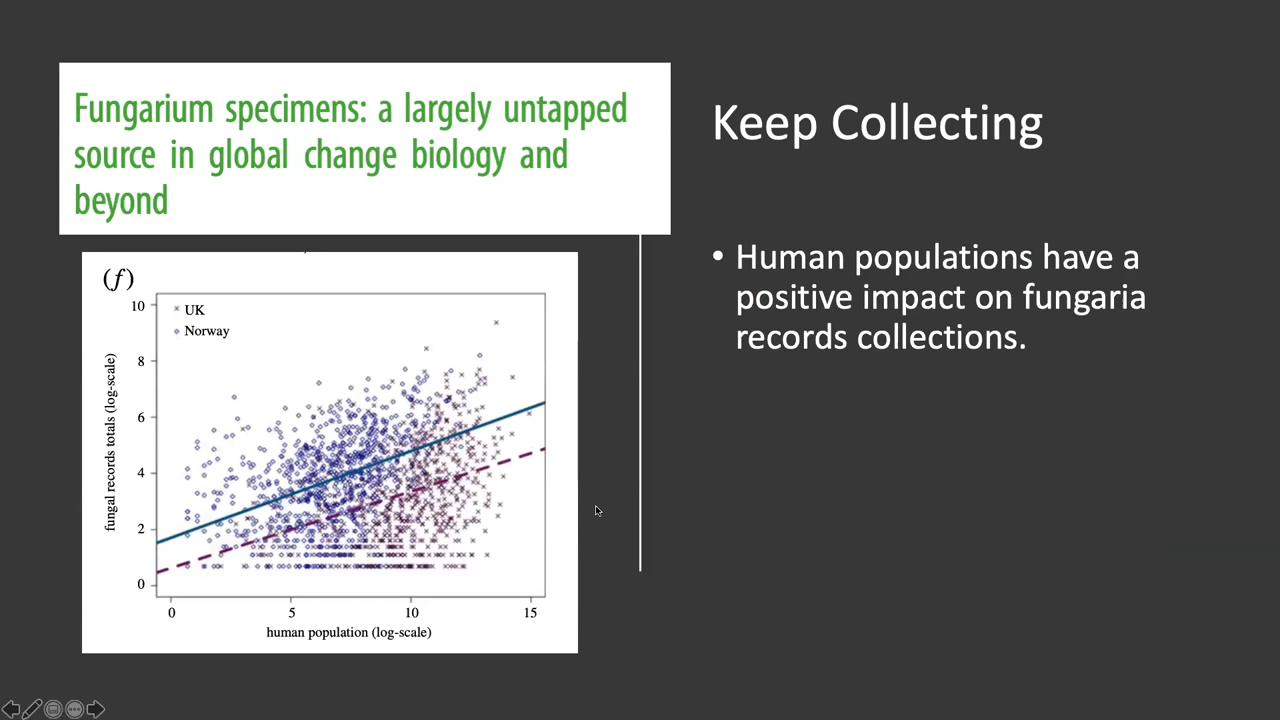 Fungarium specimens: a largely untapped
source in global change biology and
beyond
Keep Collecting
• Human populations have a
positive impact on fungaria
records collections.
(f)
UK
Norway
fungal records totals (log-scale)
10
8
6
4
2
0
0 5 10 15
human population (log-scale)